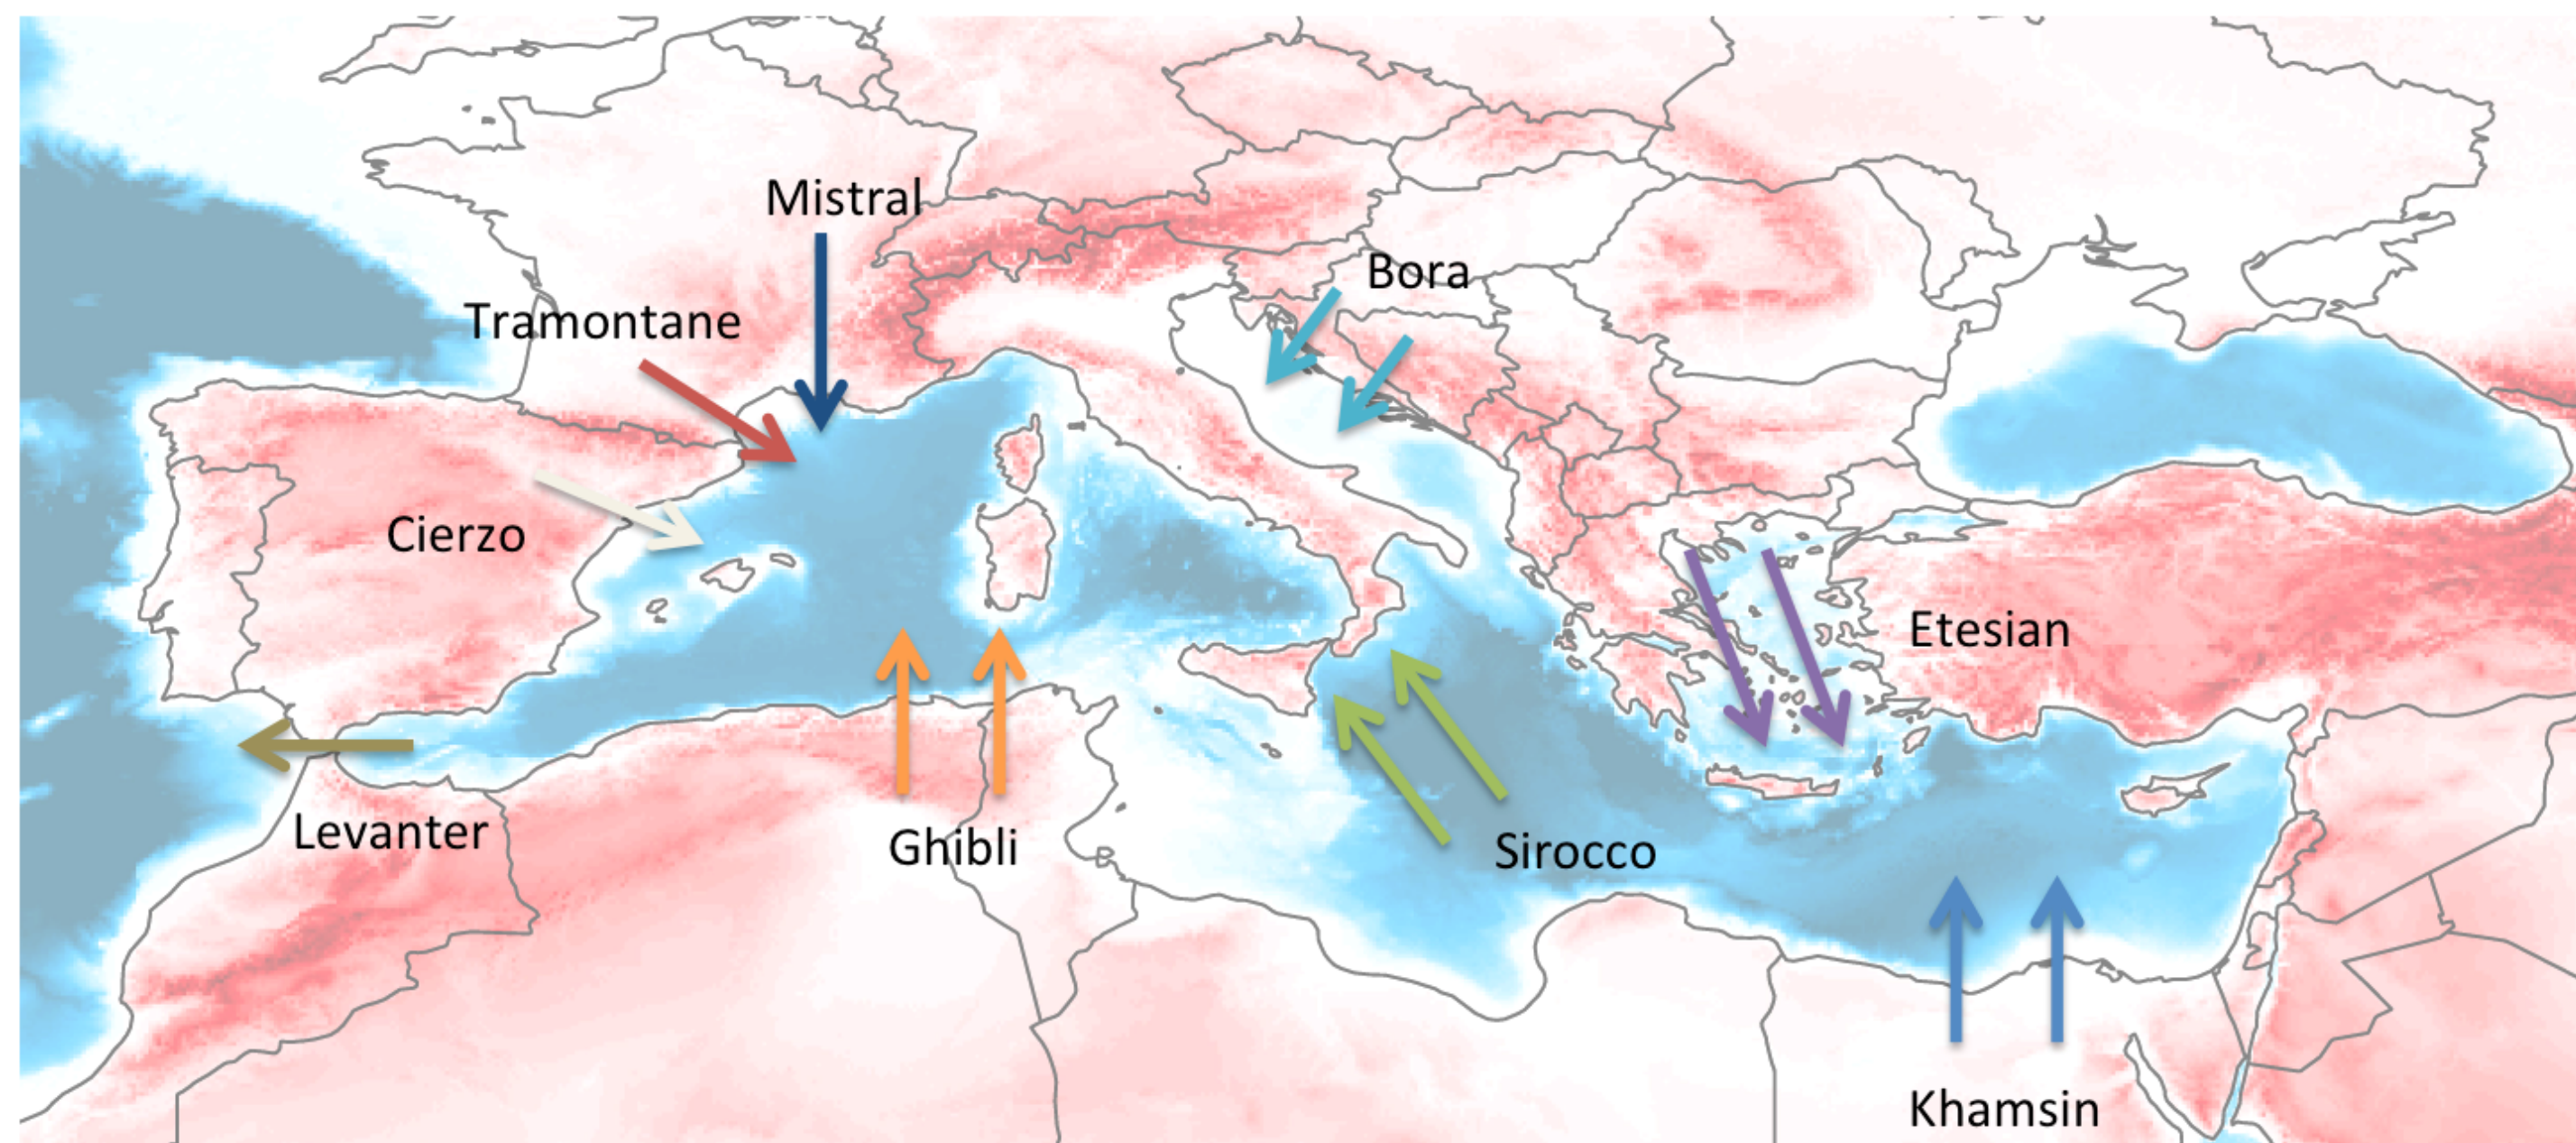 Mistral
Bora
Tramontane
Cierzo
Etesian
Levanter
Ghibli
Sirocco
Khamsin